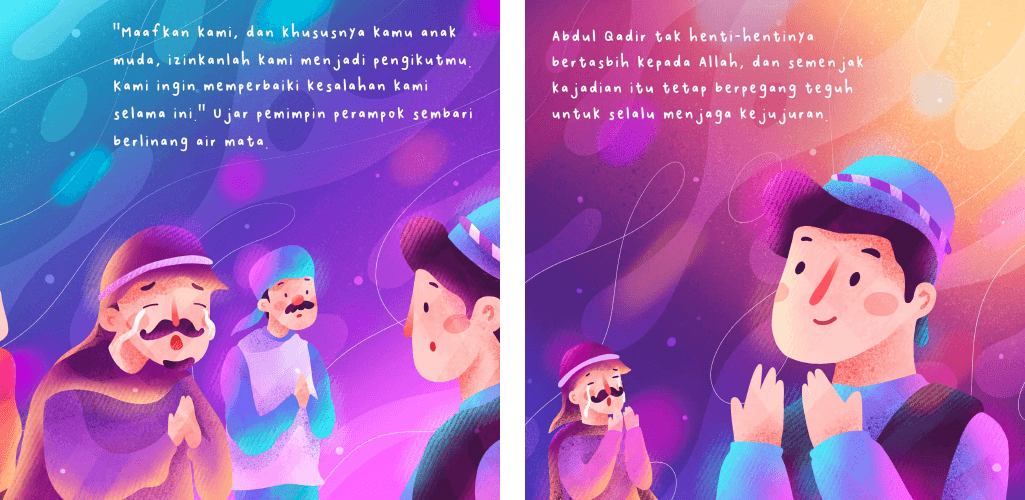 "Maafkan kami, dan khususnya kamu anak
muda, izinkanlah kami menjadi pengikutmu.
Kami ingin memperbaiki kesalahan kami
selama ini." Ujar pemimpin perampok sembari
berlinang air mata.
Abdul Qadir tak henti-hentinya
bertasbih kepada Allah, dan semenjak
kajadian itu tetap berpegang teguh
untuk selalu menjaga kejujuran.